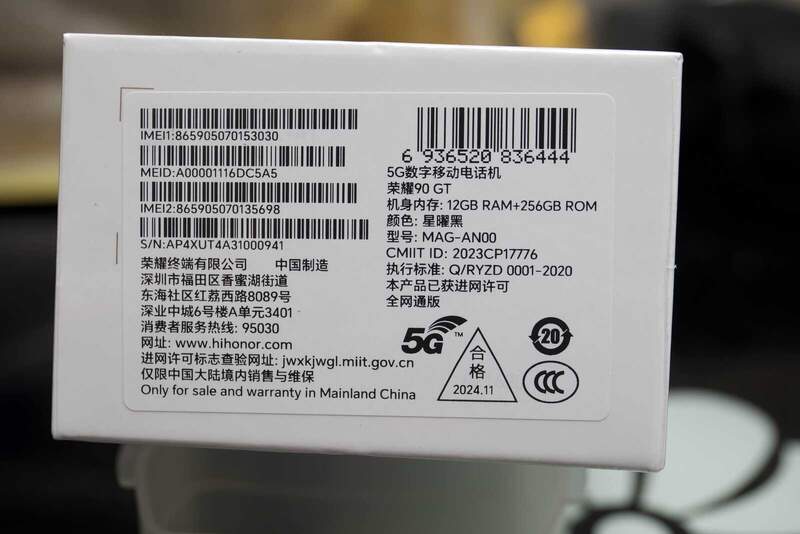 IMEI1:865905070153030
MEID:A00001116DC5A5
IMEI2:865905070135698
S/N:AP4XUT4A31000941
荣耀终端有限公司 中国制造
深圳市福田区香蜜湖街道
东海社区红荔西路8089号
深业中城6号楼A单元3401
消费者服务热线: 95030
网址: www.hihonor.com
进网许可标志查验网址: jwxkjwgl.miit.gov.cn
仅限中国大陆境内销售与维保
Only for sale and warranty in Mainland China
6 936520 836444
5G数字移动电话机
荣耀90 GT
机身内存: 12GB RAM+256GB ROM
颜色: 星曜黑
型号: MAG-AN00
CMIIT ID: 2023CP17776
执行标准: Q/RYZD 0001-2020
本产品已获进网许可
全网通版
5G™
合格
2024.11
20
CCC